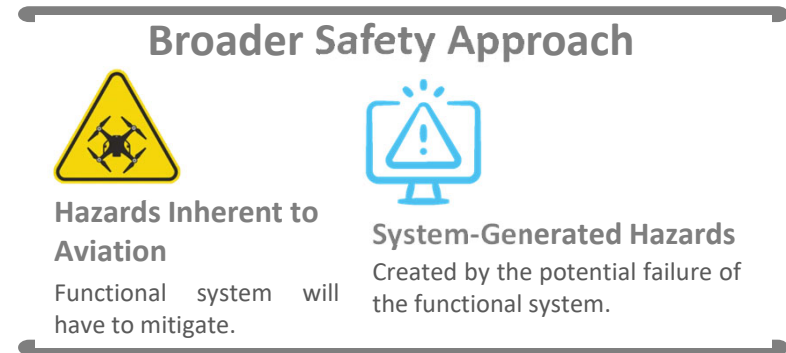 Broader Safety Approach
Hazards Inherent to
Aviation
Functional system will
have to mitigate.
System-Generated Hazards
Created by the potential failure of
the functional system.